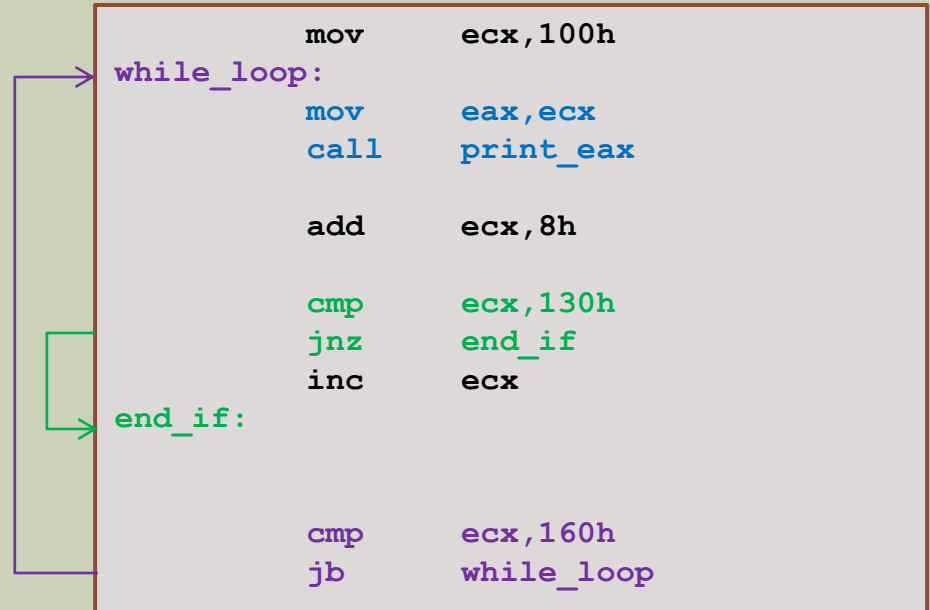 mov ecx,100h
while_loop:
mov eax,ecx
call print_eax
add ecx,8h
cmp ecx,130h
jnz end_if
inc ecx
end_if:
cmp ecx,160h
jb while_loop